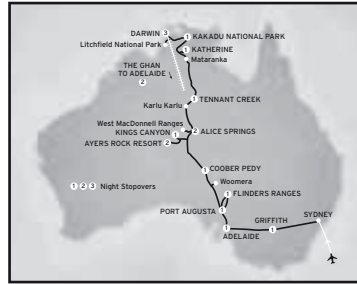 DARWIN 3
1 KAKADU NATIONAL PARK
Litchfield National Park
1 KATHERINE
Mataranka
THE GHAN
TO ADELAIDE
2
1 TENNANT CREEK
Karlu Karlu
West MacDonnell Ranges
KINGS CANYON 1
2 ALICE SPRINGS
AYERS ROCK RESORT 2
1 COOBER PEDY
Woomera
1 2 3 Night Stopovers
1 FLINDERS RANGES
PORT AUGUSTA 1
SYDNEY
GRIFFITH
1
1
ADELAIDE